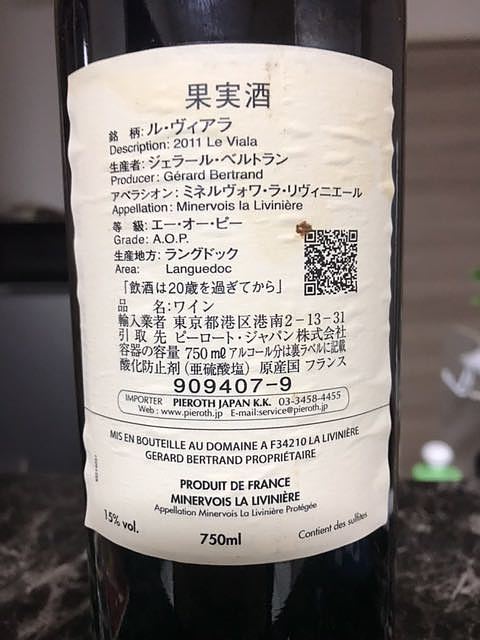 果実酒
銘 柄: ル・ヴィアラ
Description: 2011 Le Viala
生産者: ジェラール・ベルトラン
Producer : Gérard Bertrand
アペラシオン : ミネルヴォワ・ラ・リヴィニエール
Appellation : Minervois la Livinière
等 級: エー・オー・ピー
Grade: A.O.P.
生産地方: ラングドック
Area: Languedoc
「飲酒は20歳を過ぎてから」
品 名: ワイン
輸入業者 東京都港区港南2-13-31
引 取 先 ピーロート・ジャパン株式会社
容器の容量 750㎖ アルコール分は裏ラベルに記載
酸化防止剤 (亜硫酸塩) 原産国 フランス
909407-9
IMPORTER PIEROTH JAPAN K.K. 03-3458-4455
Web : www.pieroth.jp E-mail:service@pieroth.jp
MIS EN BOUTEILLE AU DOMAINE A F34210 LA LIVINIÈRE
GERARD BERTRAND PROPRIÉTAIRE
PRODUIT DE FRANCE
MINERVOIS LA LIVINIÈRE
Appellation Minervois La Livinière Protégée
15% vol.
750ml
Contient des sulfites